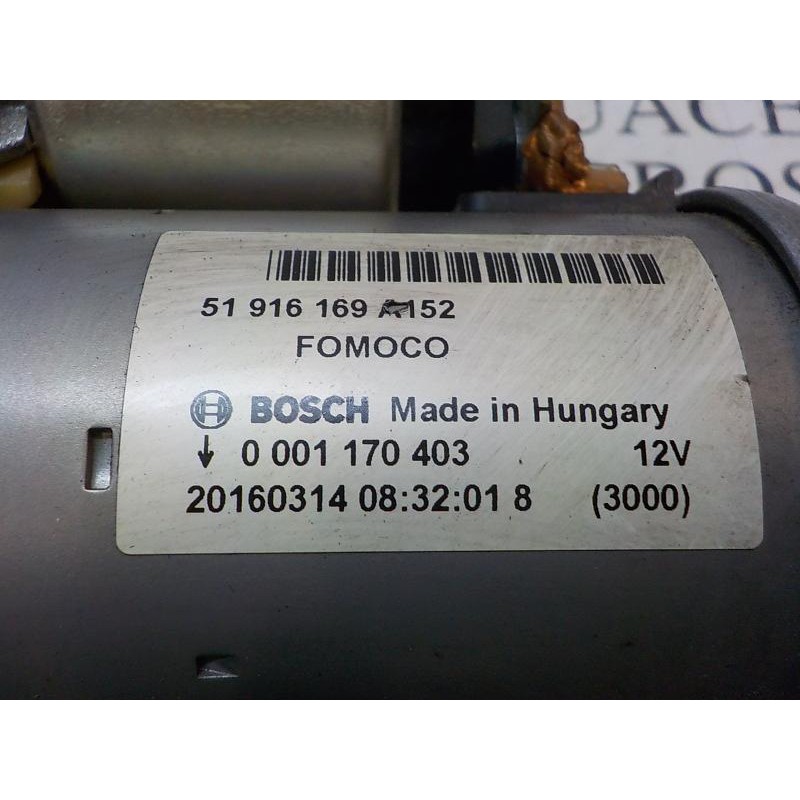 51 916 169 A152
FOMOCO
BOSCH Made in Hungary
0 001 170 403 12V
20160314 08:32:01 8 (3000)